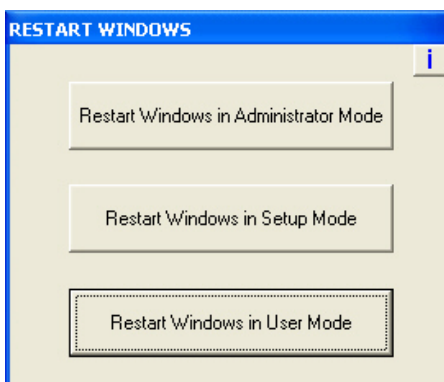 RESTART WINDOWS
i
Restart Windows in Administrator Mode
Restart Windows in Setup Mode
Restart Windows in User Mode